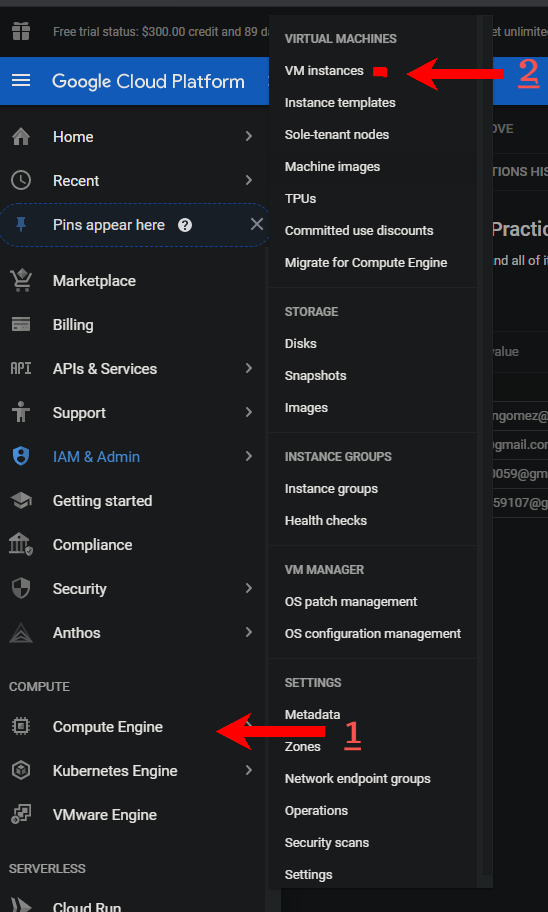 Free trial status: $300.00 credit and 89
Google Cloud Platform
Home
Recent
Pins appear here
Marketplace
Billing
API APIs & Services
Support
IAM & Admin
Getting started
Compliance
Security
Anthos
COMPUTE
Compute Engine
Kubernetes Engine
VMware Engine
SERVERLESS
Cloud Run
VIRTUAL MACHINES
VM instances
2
Instance templates
Sole-tenant nodes
Machine images
TPUs
Committed use discounts
Migrate for Compute Engine
STORAGE
Disks
Snapshots
Images
INSTANCE GROUPS
Instance groups
Health checks
VM MANAGER
OS patch management
OS configuration management
SETTINGS
Metadata
1
Zones
Network endpoint groups
Operations
Security scans
Settings
et unlimited
OVE
TIONS HIS
Practic
nd all of i
value
ngomez@
@gmail.co
0059@gm
59107@g